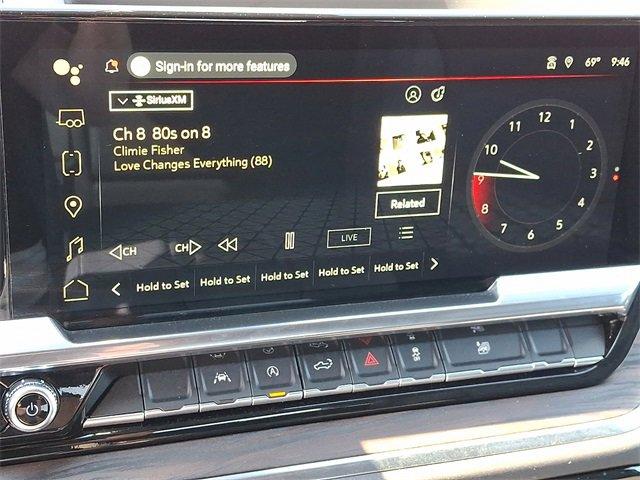 Sign-in for more features
69° 9:46
SiriusXM
Ch 8 80s on 8
Climie Fisher
Love Changes Everything (88)
Related
CH CH LIVE
Hold to Set Hold to Set Hold to Set Hold to Set Hold to Set
12
11 1
10 2
9 3
8 4
7 5
6
A